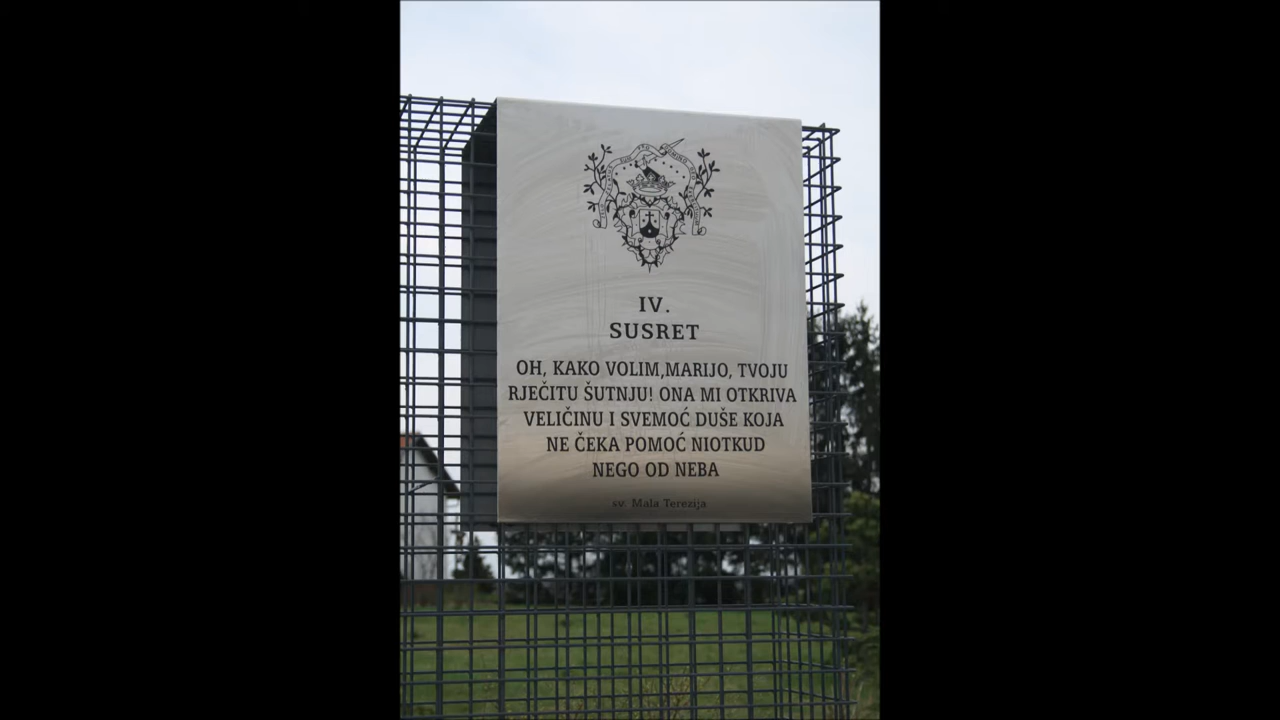 IV.
SUSRET
OH, KAKO VOLIM,MARIJO, TVOJU
RJEČITU ŠUTNJU! ONA MI OTKRIVA
VELIČINU I SVEMOĆ DUŠE KOJA
NE ČEKA POMOĆ NIOTKUD
NEGO OD NEBA
sv. Mala Terezija